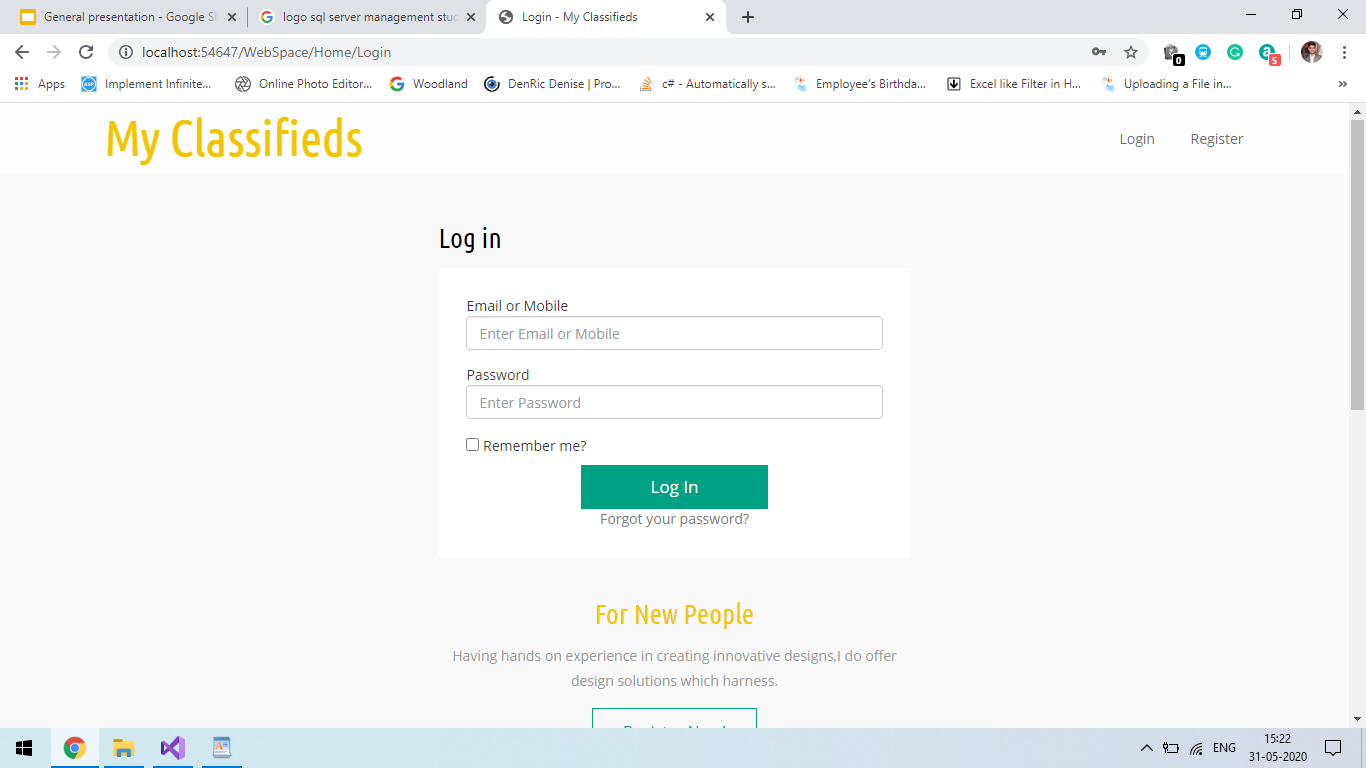 General presentation - Google Sl
logo sql server management stud
Login - My Classifieds
localhost:54647/WebSpace/Home/Login
0
5
Apps
Implement Infinite...
Online Photo Editor...
Woodland
DenRic Denise | Pro...
c# - Automatically s...
Employee's Birthda...
Excel like Filter in H...
Uploading a File in...
»
My Classifieds
Login
Register
Log in
Email or Mobile
Enter Email or Mobile
Password
Enter Password
Remember me?
Log In
Forgot your password?
For New People
Having hands on experience in creating innovative designs,I do offer
design solutions which harness.
ENG
15:22
31-05-2020